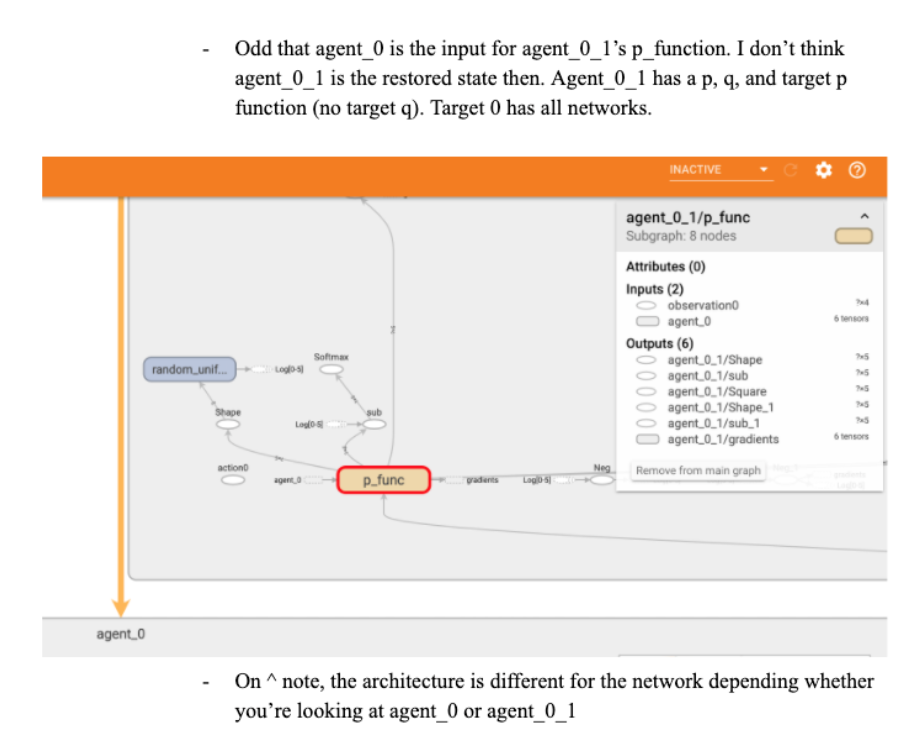 - Odd that agent_0 is the input for agent_0_1’s p_function. I don’t think
agent_0_1 is the restored state then. Agent_0_1 has a p, q, and target p
function (no target q). Target 0 has all networks.
INACTIVE
agent_0_1/p_func
Subgraph: 8 nodes
Attributes (0)
Inputs (2)
observation0 ?×4
agent_0 6 tensors
Outputs (6)
agent_0_1/Shape ?×5
agent_0_1/sub ?×5
agent_0_1/Square ?×5
agent_0_1/Shape_1 ?×5
agent_0_1/sub_1 ?×5
agent_0_1/gradients 6 tensors
Remove from main graph
Softmax
random_unif...
Log[0-5]
Shape
sub
Log[0-5]
action0
agent_0
p_func
gradients
Log[0-5]
Neg
agent_0
- On ^ note, the architecture is different for the network depending whether
you’re looking at agent_0 or agent_0_1